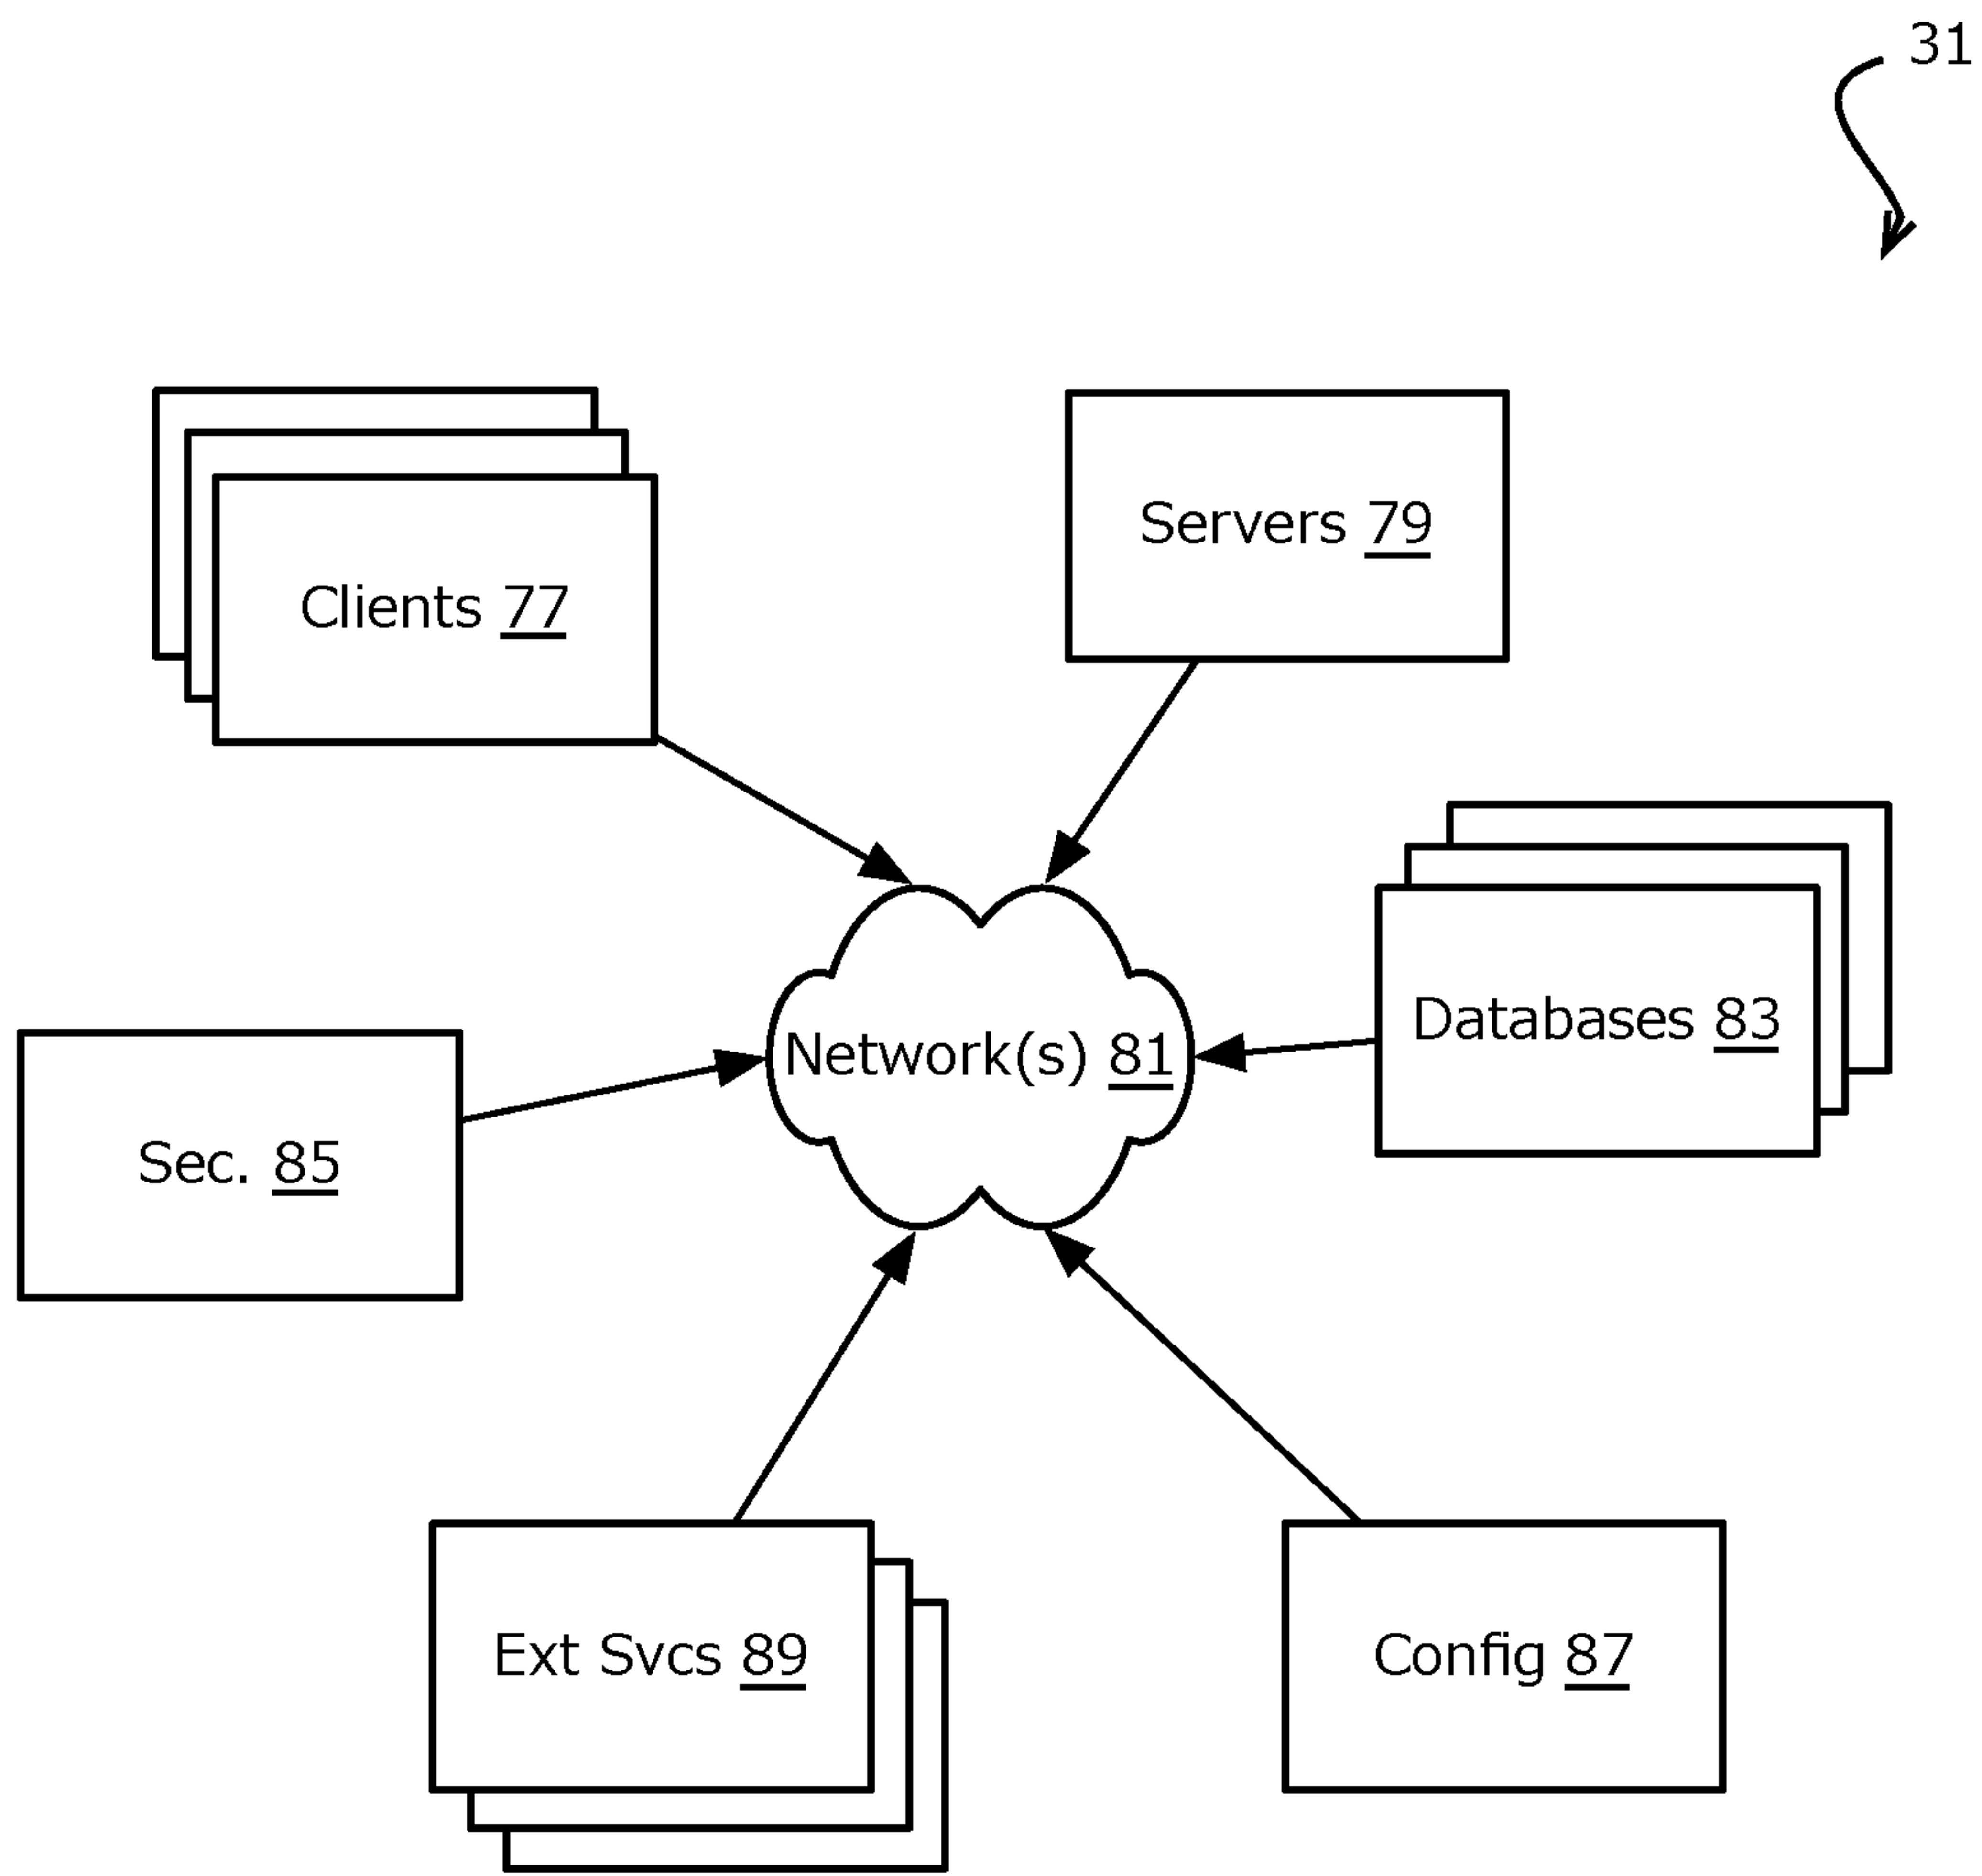 31
Servers 79
Clients 77
Databases 83
Network(s) 81
Sec. 85
Ext Svcs 89
Config 87